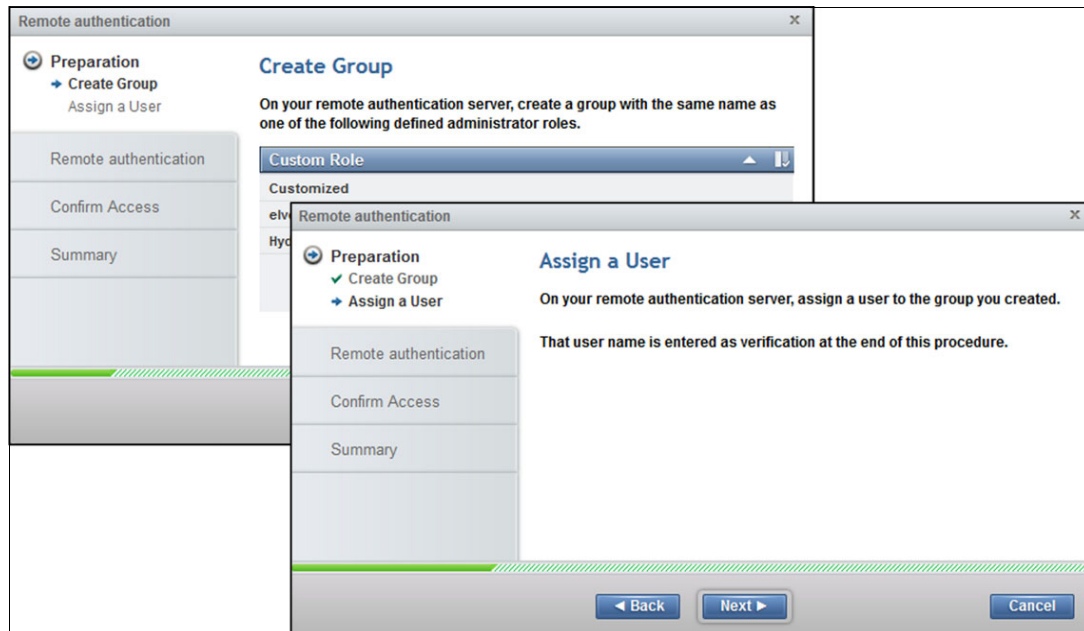 Remote authentication
Preparation
Create Group
Assign a User
Remote authentication
Confirm Access
Summary
Create Group
On your remote authentication server, create a group with the same name as
one of the following defined administrator roles.
Custom Role
Customized
Remote authentication
Preparation
Create Group
Assign a User
Remote authentication
Confirm Access
Summary
Assign a User
On your remote authentication server, assign a user to the group you created.
That user name is entered as verification at the end of this procedure.
Back
Next
Cancel